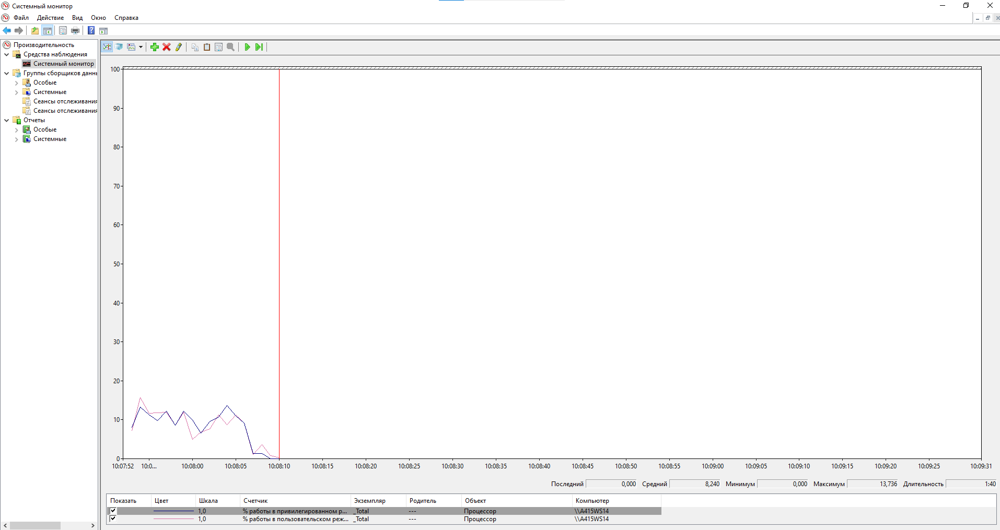 Системный монитор
Файл Действие Вид Окно Справка
Производительность
Средства наблюдения
Системный монитор
Группы сборщиков данн
Особые
Системные
Сеансы отслеживания
Сеансы отслеживания
Отчеты
Особые
Системные
100
90
80
70
60
50
40
30
20
10
0
10:07:52 10:0... 10:08:00 10:08:05 10:08:10 10:08:15 10:08:20 10:08:25 10:08:30 10:08:35 10:08:40 10:08:45 10:08:50 10:08:55 10:09:00 10:09:05 10:09:10 10:09:15 10:09:20 10:09:25 10:09:31
Последний 0,000 Средний 8,240 Минимум 0,000 Максимум 13,736 Длительность 1:40
Показать Цвет Шкала Счетчик Экземпляр Родитель Объект Компьютер
1,0 % работы в привилегированном р... _Total --- Процессор \\A415WS14
1,0 % работы в пользовательском реж... _Total --- Процессор \\A415WS14